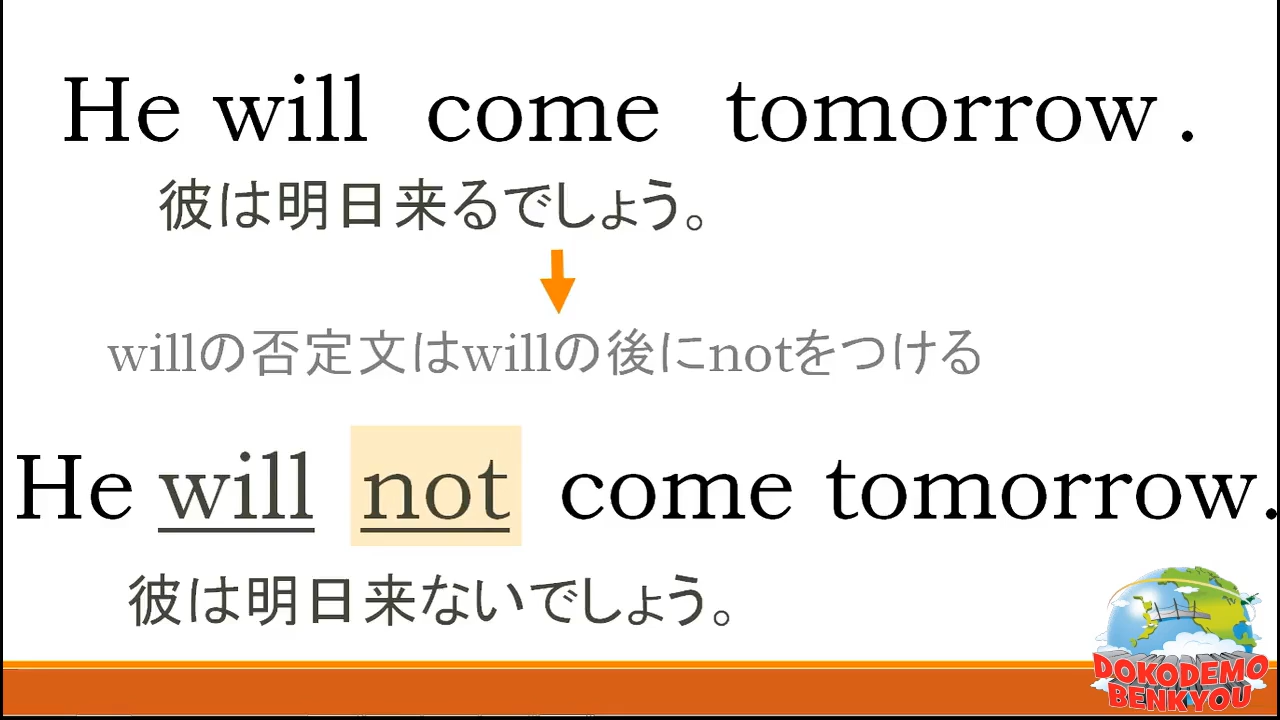 He will come tomorrow .
彼は明日来るでしょう。
willの否定文はwillの後にnotをつける
He will not come tomorrow.
彼は明日来ないでしょう。
DOKODEMO
BENKYOU